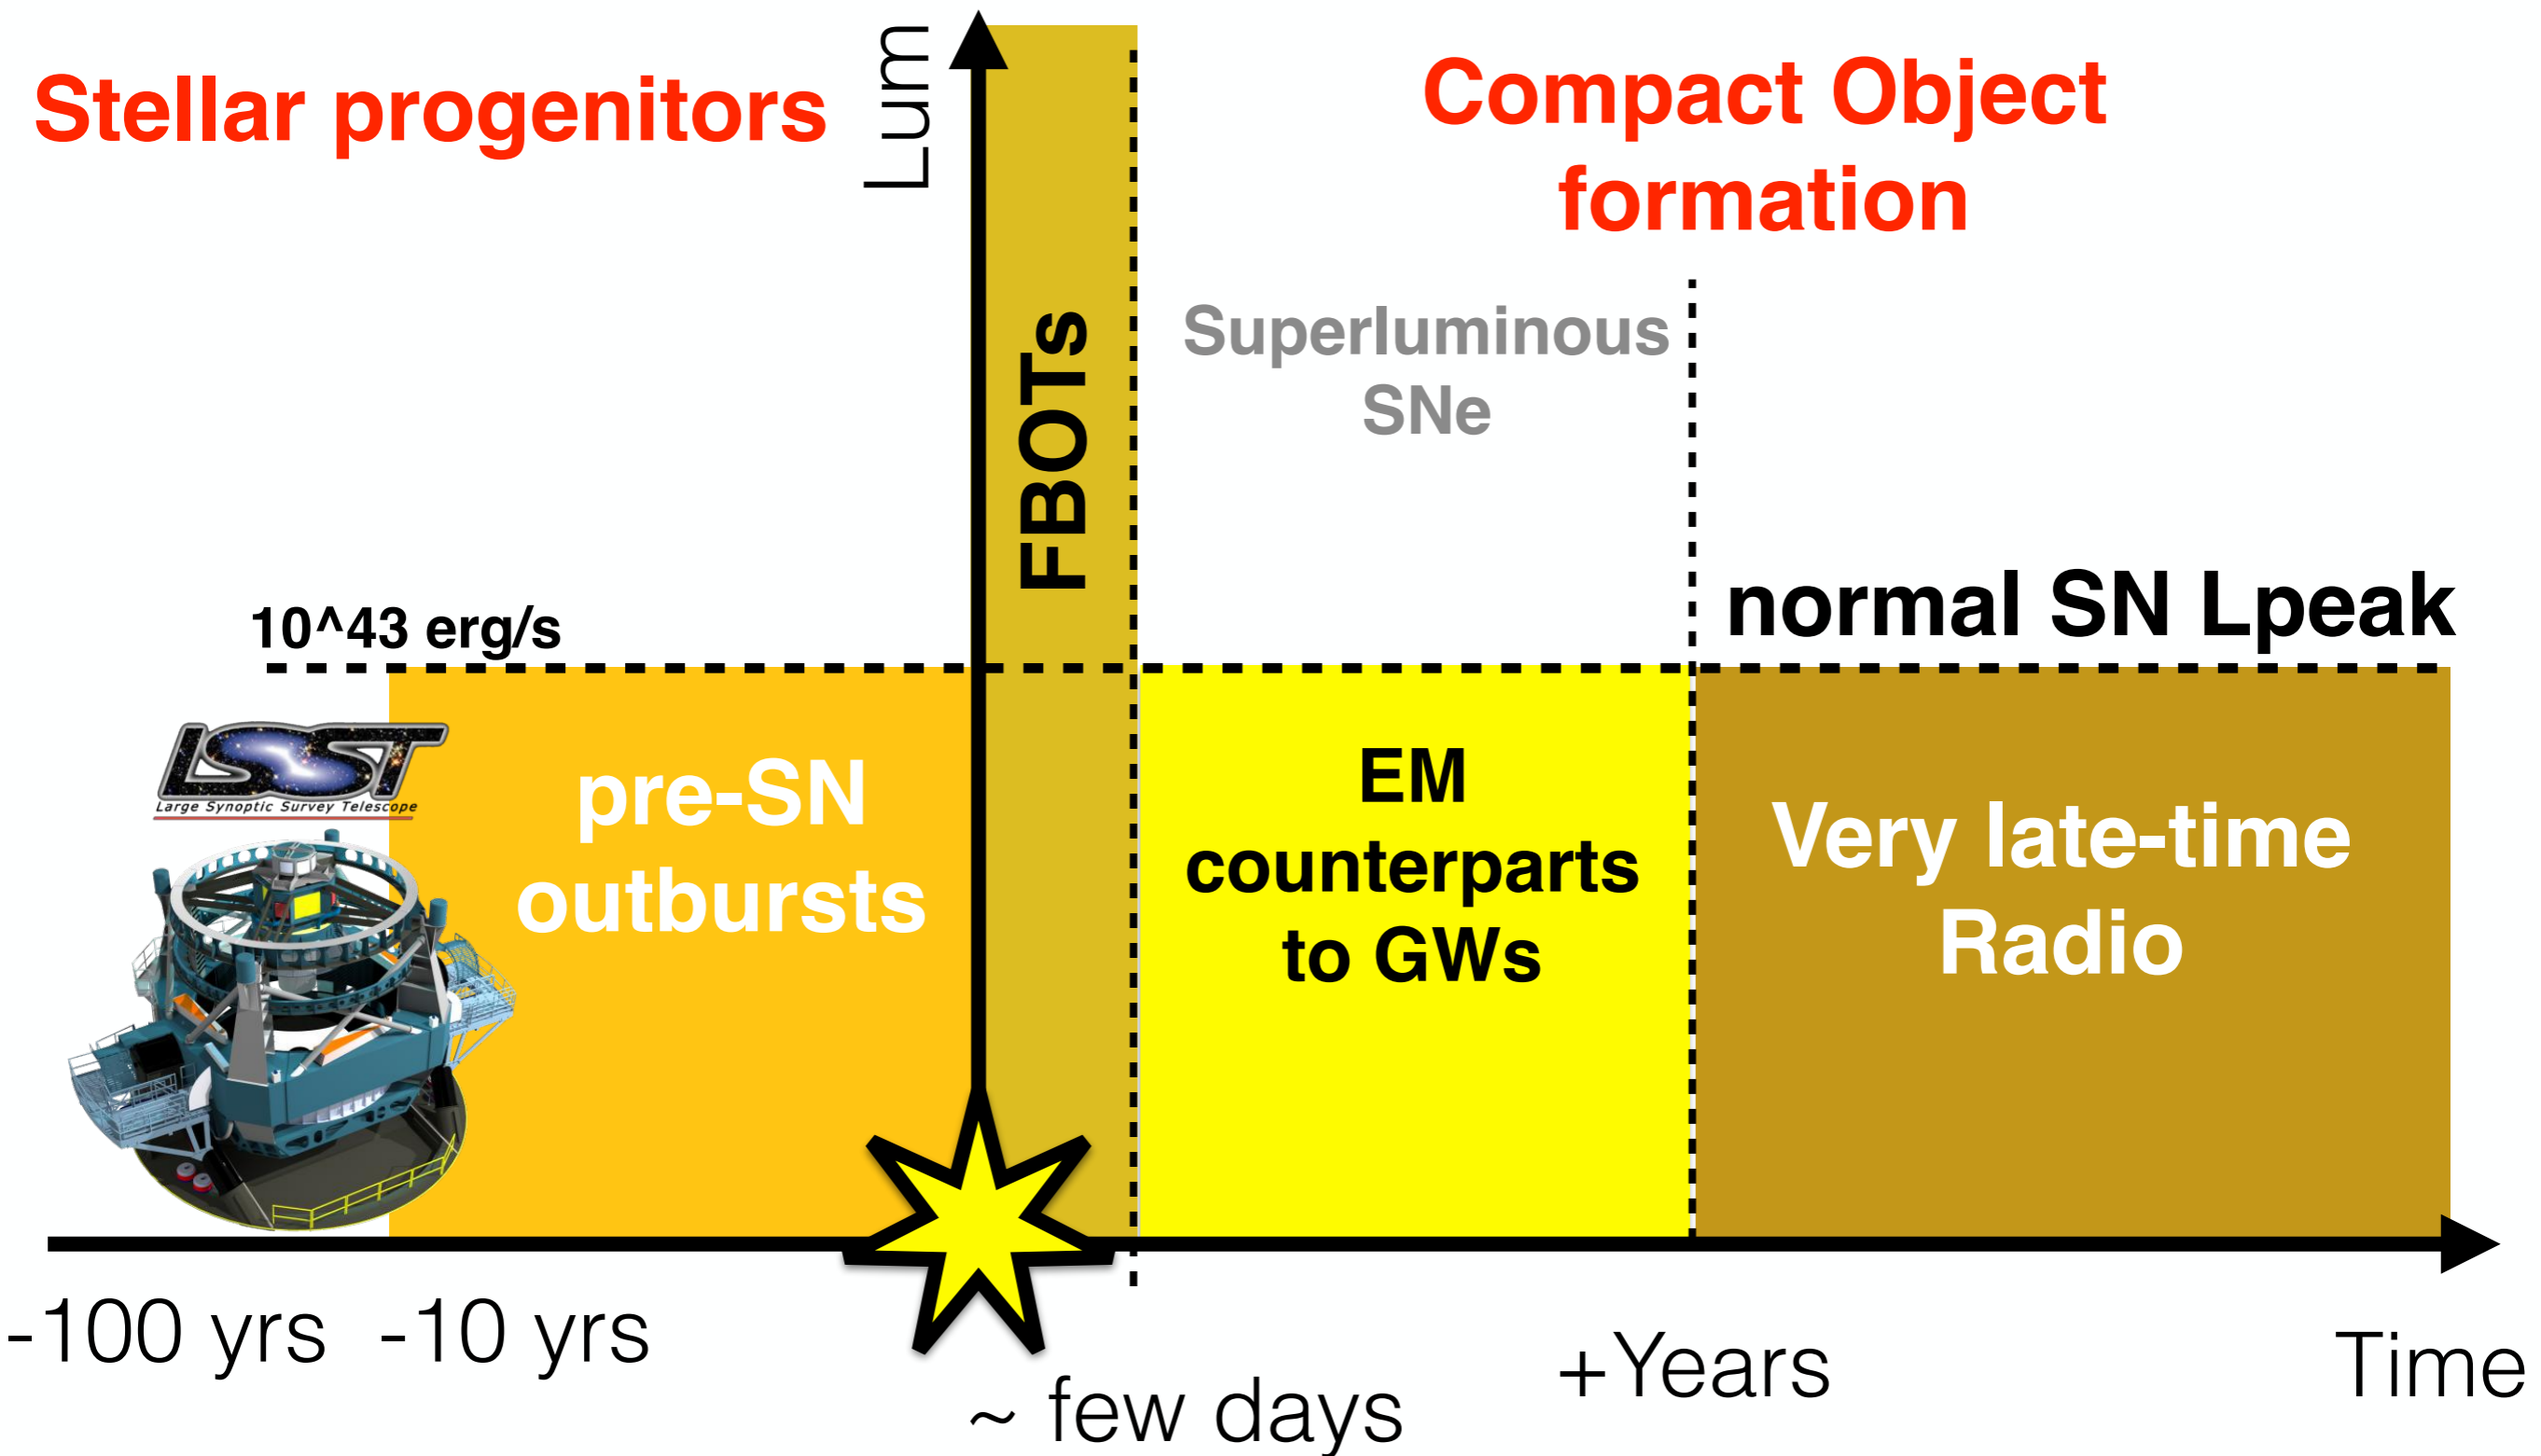 Stellar progenitors
Lum
Compact Object
formation
FBOTs
Superluminous
SNe
10^43 erg/s
normal SN Lpeak
LSST
Large Synoptic Survey Telescope
pre-SN
outbursts
EM
counterparts
to GWs
Very late-time
Radio
-100 yrs
-10 yrs
~ few days
+Years
Time